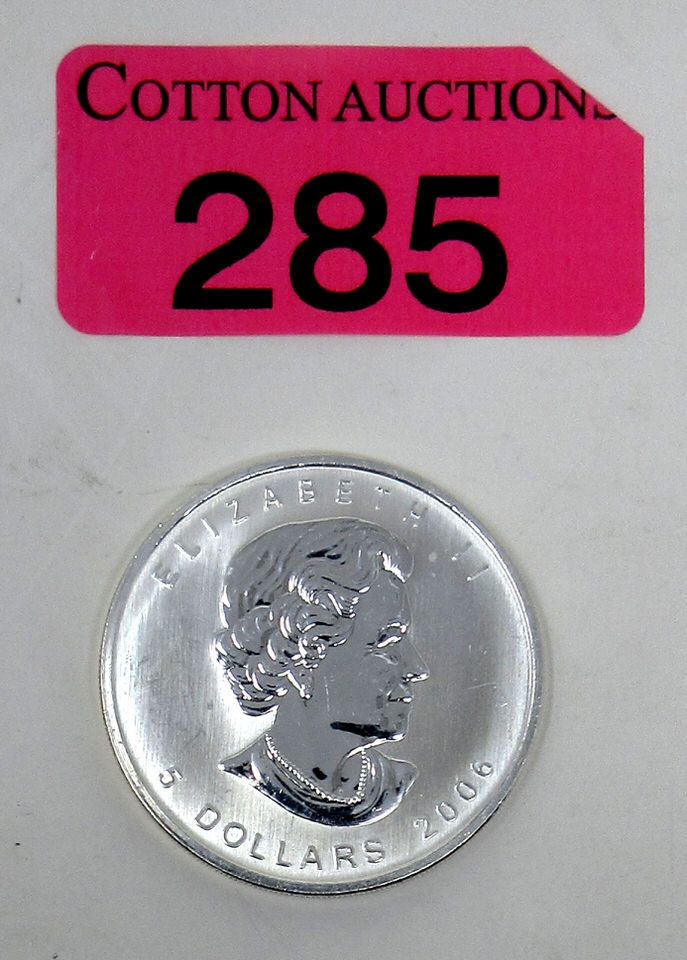 COTTON AUCTIONS
285
ELIZABETH II
5 DOLLARS 2006